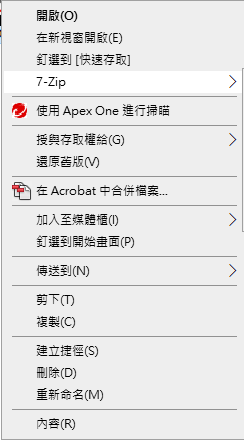 開啟(O)
在新視窗開啟(E)
釘選到 [快速存取]
7-Zip
使用 Apex One 進行掃瞄
授與存取權給(G)
還原舊版(V)
在 Acrobat 中合併檔案...
加入至媒體櫃(I)
釘選到開始畫面(P)
傳送到(N)
剪下(T)
複製(C)
建立捷徑(S)
刪除(D)
重新命名(M)
內容(R)